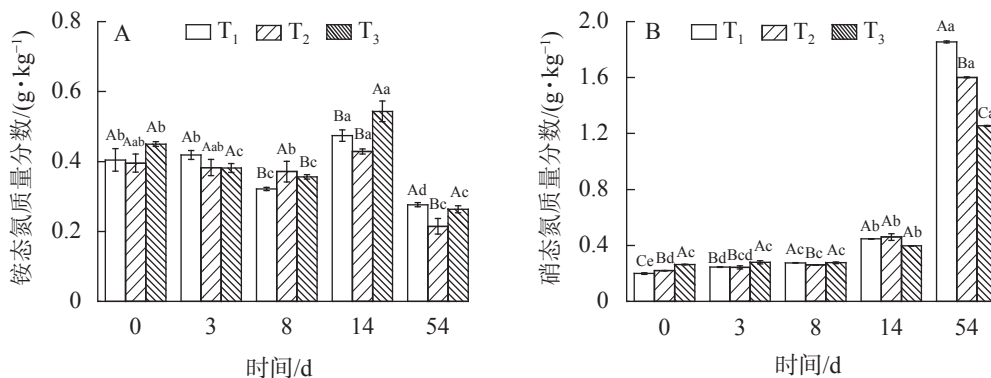 A T₁ T₂ T₃
铵态氮质量分数/(g·kg⁻¹)
0.8
0.6
0.4
0.2
0
Ab Aab Ab
Ab Aab Ac
Bc Ab Bc
Ba Ba Aa
Ad Bc Ac
0 3 8 14 54
时间/d
B T₁ T₂ T₃
硝态氮质量分数/(g·kg⁻¹)
2.0
1.6
1.2
0.8
0.4
0
Ce Bd Ac
Bd Bcd Ac
Ac Bc Ac
Ab Ab Ab
Aa Ba Ca
0 3 8 14 54
时间/d